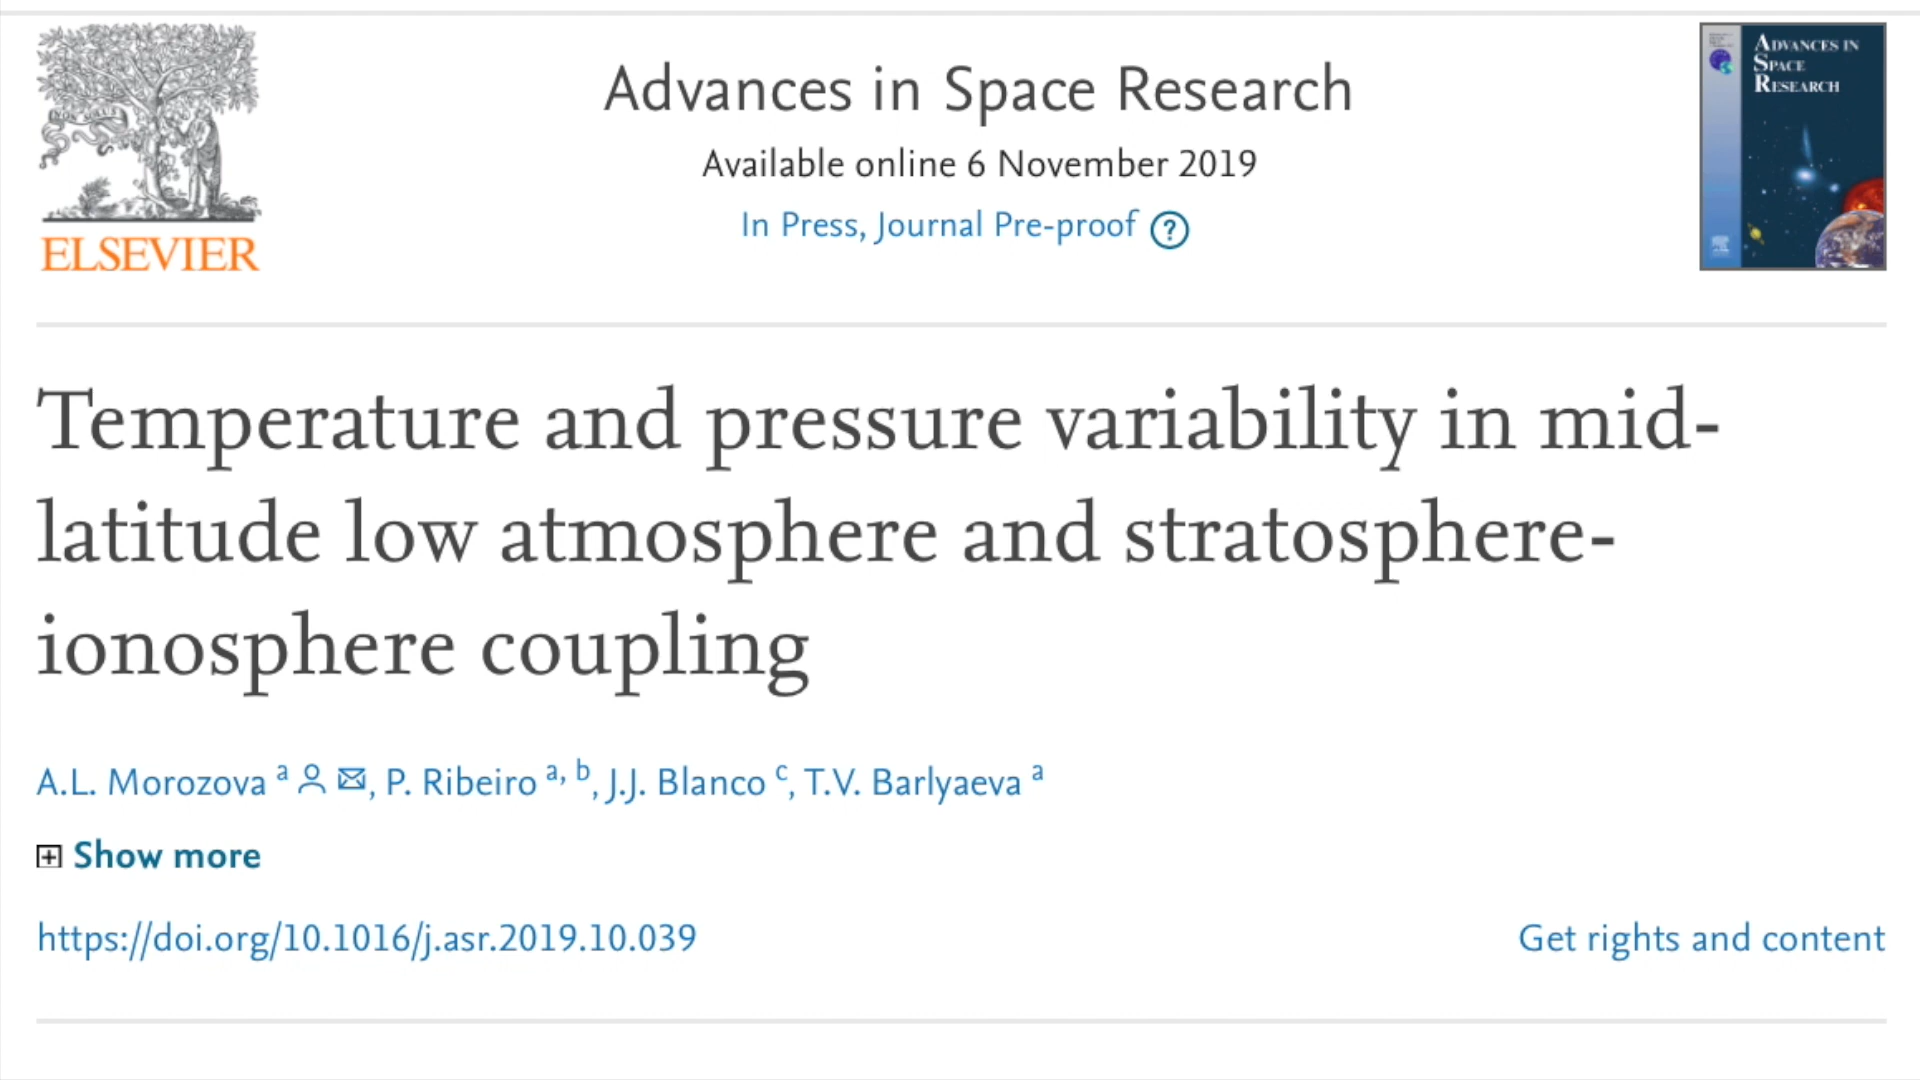 Advances in Space Research
Available online 6 November 2019
In Press, Journal Pre-proof ?
ELSEVIER
ADVANCES IN
SPACE
RESEARCH
Temperature and pressure variability in mid-
latitude low atmosphere and stratosphere-
ionosphere coupling
A.L. Morozova a, P. Ribeiro a, b, J.J. Blanco c, T.V. Barlyaeva a
Show more
https://doi.org/10.1016/j.asr.2019.10.039
Get rights and content